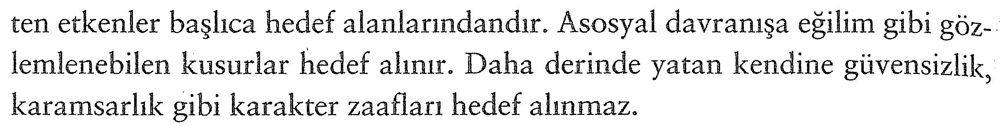 ten etkenler başlıca hedef alanlarındandır. Asosyal davranışa eğilim gibi göz-
lemlenebilen kusurlar hedef alınır. Daha derinde yatan kendine güvensizlik,
karamsarlık gibi karakter zaafları hedef alınmaz.